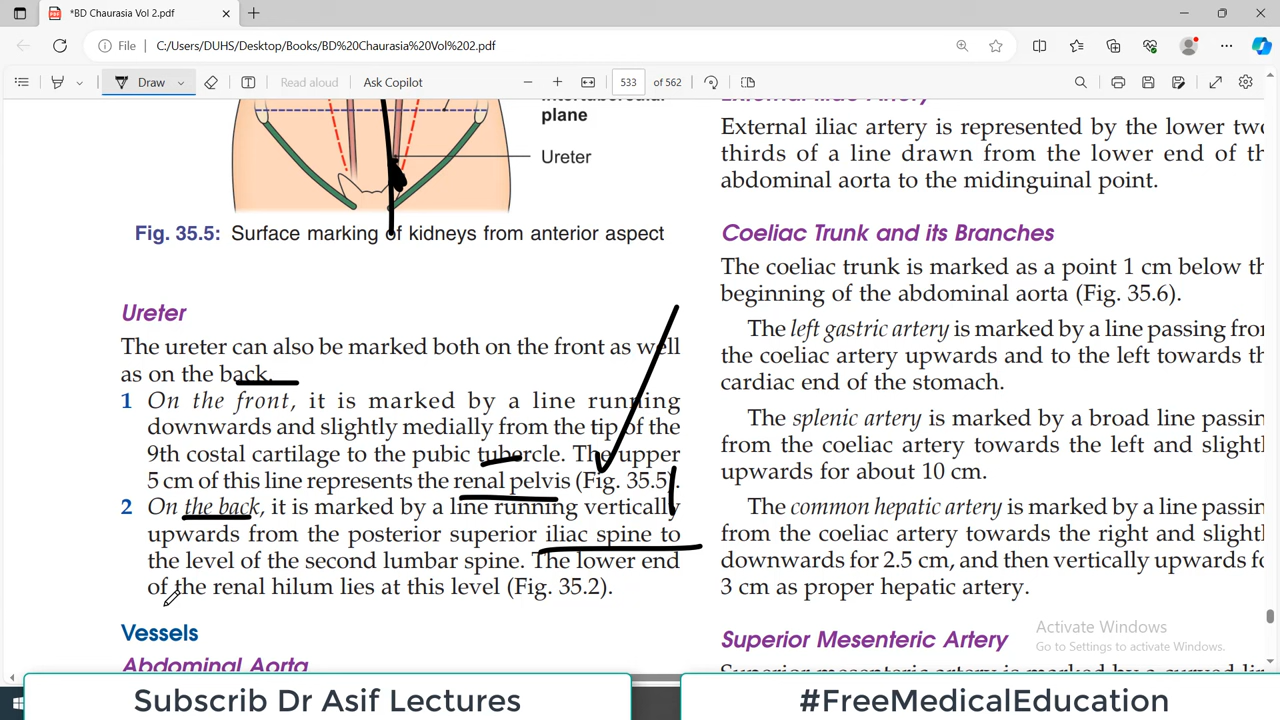 *BD Chaurasia Vol 2.pdf
File
C:/Users/DUHS/Desktop/Books/BD%20Chaurasia%20Vol%202.pdf
Draw
Read aloud
Ask Copilot
533
of 562
plane
Ureter
Fig. 35.5: Surface marking of kidneys from anterior aspect
Ureter
The ureter can also be marked both on the front as well
as on the back.
1 On the front, it is marked by a line running
downwards and slightly medially from the tip of the
9th costal cartilage to the pubic tubercle. The upper
5 cm of this line represents the renal pelvis (Fig. 35.5).
2 On the back, it is marked by a line running vertically
upwards from the posterior superior iliac spine to
the level of the second lumbar spine. The lower end
of the renal hilum lies at this level (Fig. 35.2).
Vessels
Abdominal Aorta
External Iliac Artery
External iliac artery is represented by the lower two
thirds of a line drawn from the lower end of th
abdominal aorta to the midinguinal point.
Coeliac Trunk and its Branches
The coeliac trunk is marked as a point 1 cm below th
beginning of the abdominal aorta (Fig. 35.6).
The left gastric artery is marked by a line passing from
the coeliac artery upwards and to the left towards th
cardiac end of the stomach.
The splenic artery is marked by a broad line passin
from the coeliac artery towards the left and slightl
upwards for about 10 cm.
The common hepatic artery is marked by a line passin
from the coeliac artery towards the right and slightl
downwards for 2.5 cm, and then vertically upwards fo
3 cm as proper hepatic artery.
Superior Mesenteric Artery
Superior mesenteric artery is marked by a curved lin
Activate Windows
Go to Settings to activate Windows.
Subscrib Dr Asif Lectures
#FreeMedicalEducation